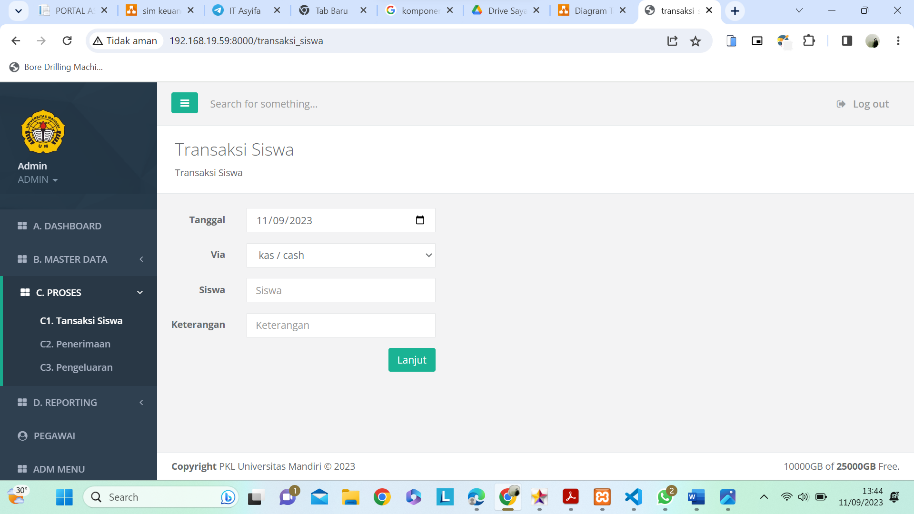 PORTAL A
sim keuan
IT Asyifa
Tab Baru
kompone
Drive Saya
Diagram
transaksi s
Tidak aman
192.168.19.59:8000/transaksi_siswa
Bore Drilling Machi...
Search for something...
Log out
Admin
ADMIN
A. DASHBOARD
B. MASTER DATA
C. PROSES
C1. Tansaksi Siswa
C2. Penerimaan
C3. Pengeluaran
D. REPORTING
PEGAWAI
ADM MENU
Transaksi Siswa
Transaksi Siswa
Tanggal 11/09/2023
Via kas / cash
Siswa Siswa
Keterangan Keterangan
Lanjut
Copyright PKL Universitas Mandiri © 2023
10000GB of 25000GB Free.
30°
Search
1
L
2
13:44
11/09/2023